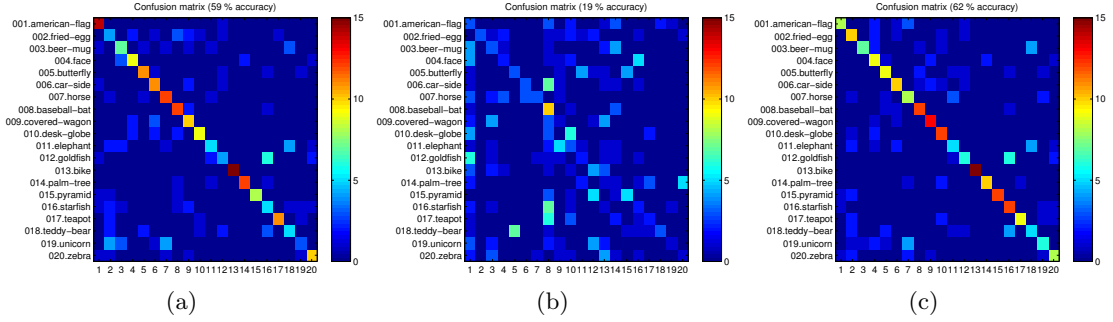 Confusion matrix (59 % accuracy)
001.american-flag
002.fried-egg
003.beer-mug
004.face
005.butterfly
006.car-side
007.horse
008.baseball-bat
009.covered-wagon
010.desk-globe
011.elephant
012.goldfish
013.bike
014.palm-tree
015.pyramid
016.starfish
017.teapot
018.teddy-bear
019.unicorn
020.zebra
1 2 3 4 5 6 7 8 9 10 11 12 13 14 15 16 17 18 19 20
15
10
5
0
(a)
Confusion matrix (19 % accuracy)
001.american-flag
002.fried-egg
003.beer-mug
004.face
005.butterfly
006.car-side
007.horse
008.baseball-bat
009.covered-wagon
010.desk-globe
011.elephant
012.goldfish
013.bike
014.palm-tree
015.pyramid
016.starfish
017.teapot
018.teddy-bear
019.unicorn
020.zebra
1 2 3 4 5 6 7 8 9 10 11 12 13 14 15 16 17 18 19 20
15
10
5
0
(b)
Confusion matrix (62 % accuracy)
001.american-flag
002.fried-egg
003.beer-mug
004.face
005.butterfly
006.car-side
007.horse
008.baseball-bat
009.covered-wagon
010.desk-globe
011.elephant
012.goldfish
013.bike
014.palm-tree
015.pyramid
016.starfish
017.teapot
018.teddy-bear
019.unicorn
020.zebra
1 2 3 4 5 6 7 8 9 10 11 12 13 14 15 16 17 18 19 20
15
10
5
0
(c)